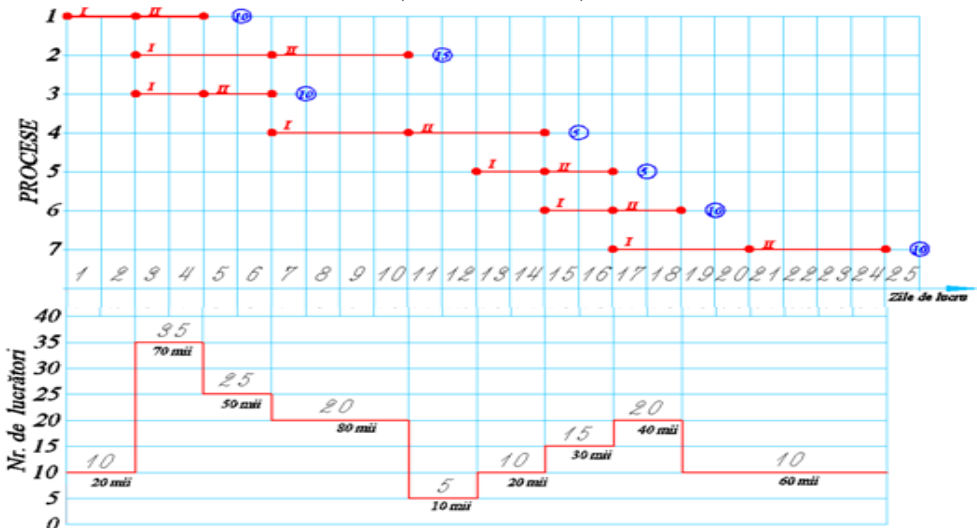 1 I II 10
2 I II 15
3 I II 10
4 I II 5
5 I II 5
6 I II 10
7 I II 10
PROCESE
1 2 3 4 5 6 7 8 9 10 11 12 13 14 15 16 17 18 19 20 21 22 23 24 25
Zile de lucru
Nr. de lucrători
40
35
30
25
20
15
10
5
0
10
20 mii
35
70 mii
25
50 mii
20
80 mii
5
10 mii
10
20 mii
15
30 mii
20
40 mii
10
60 mii